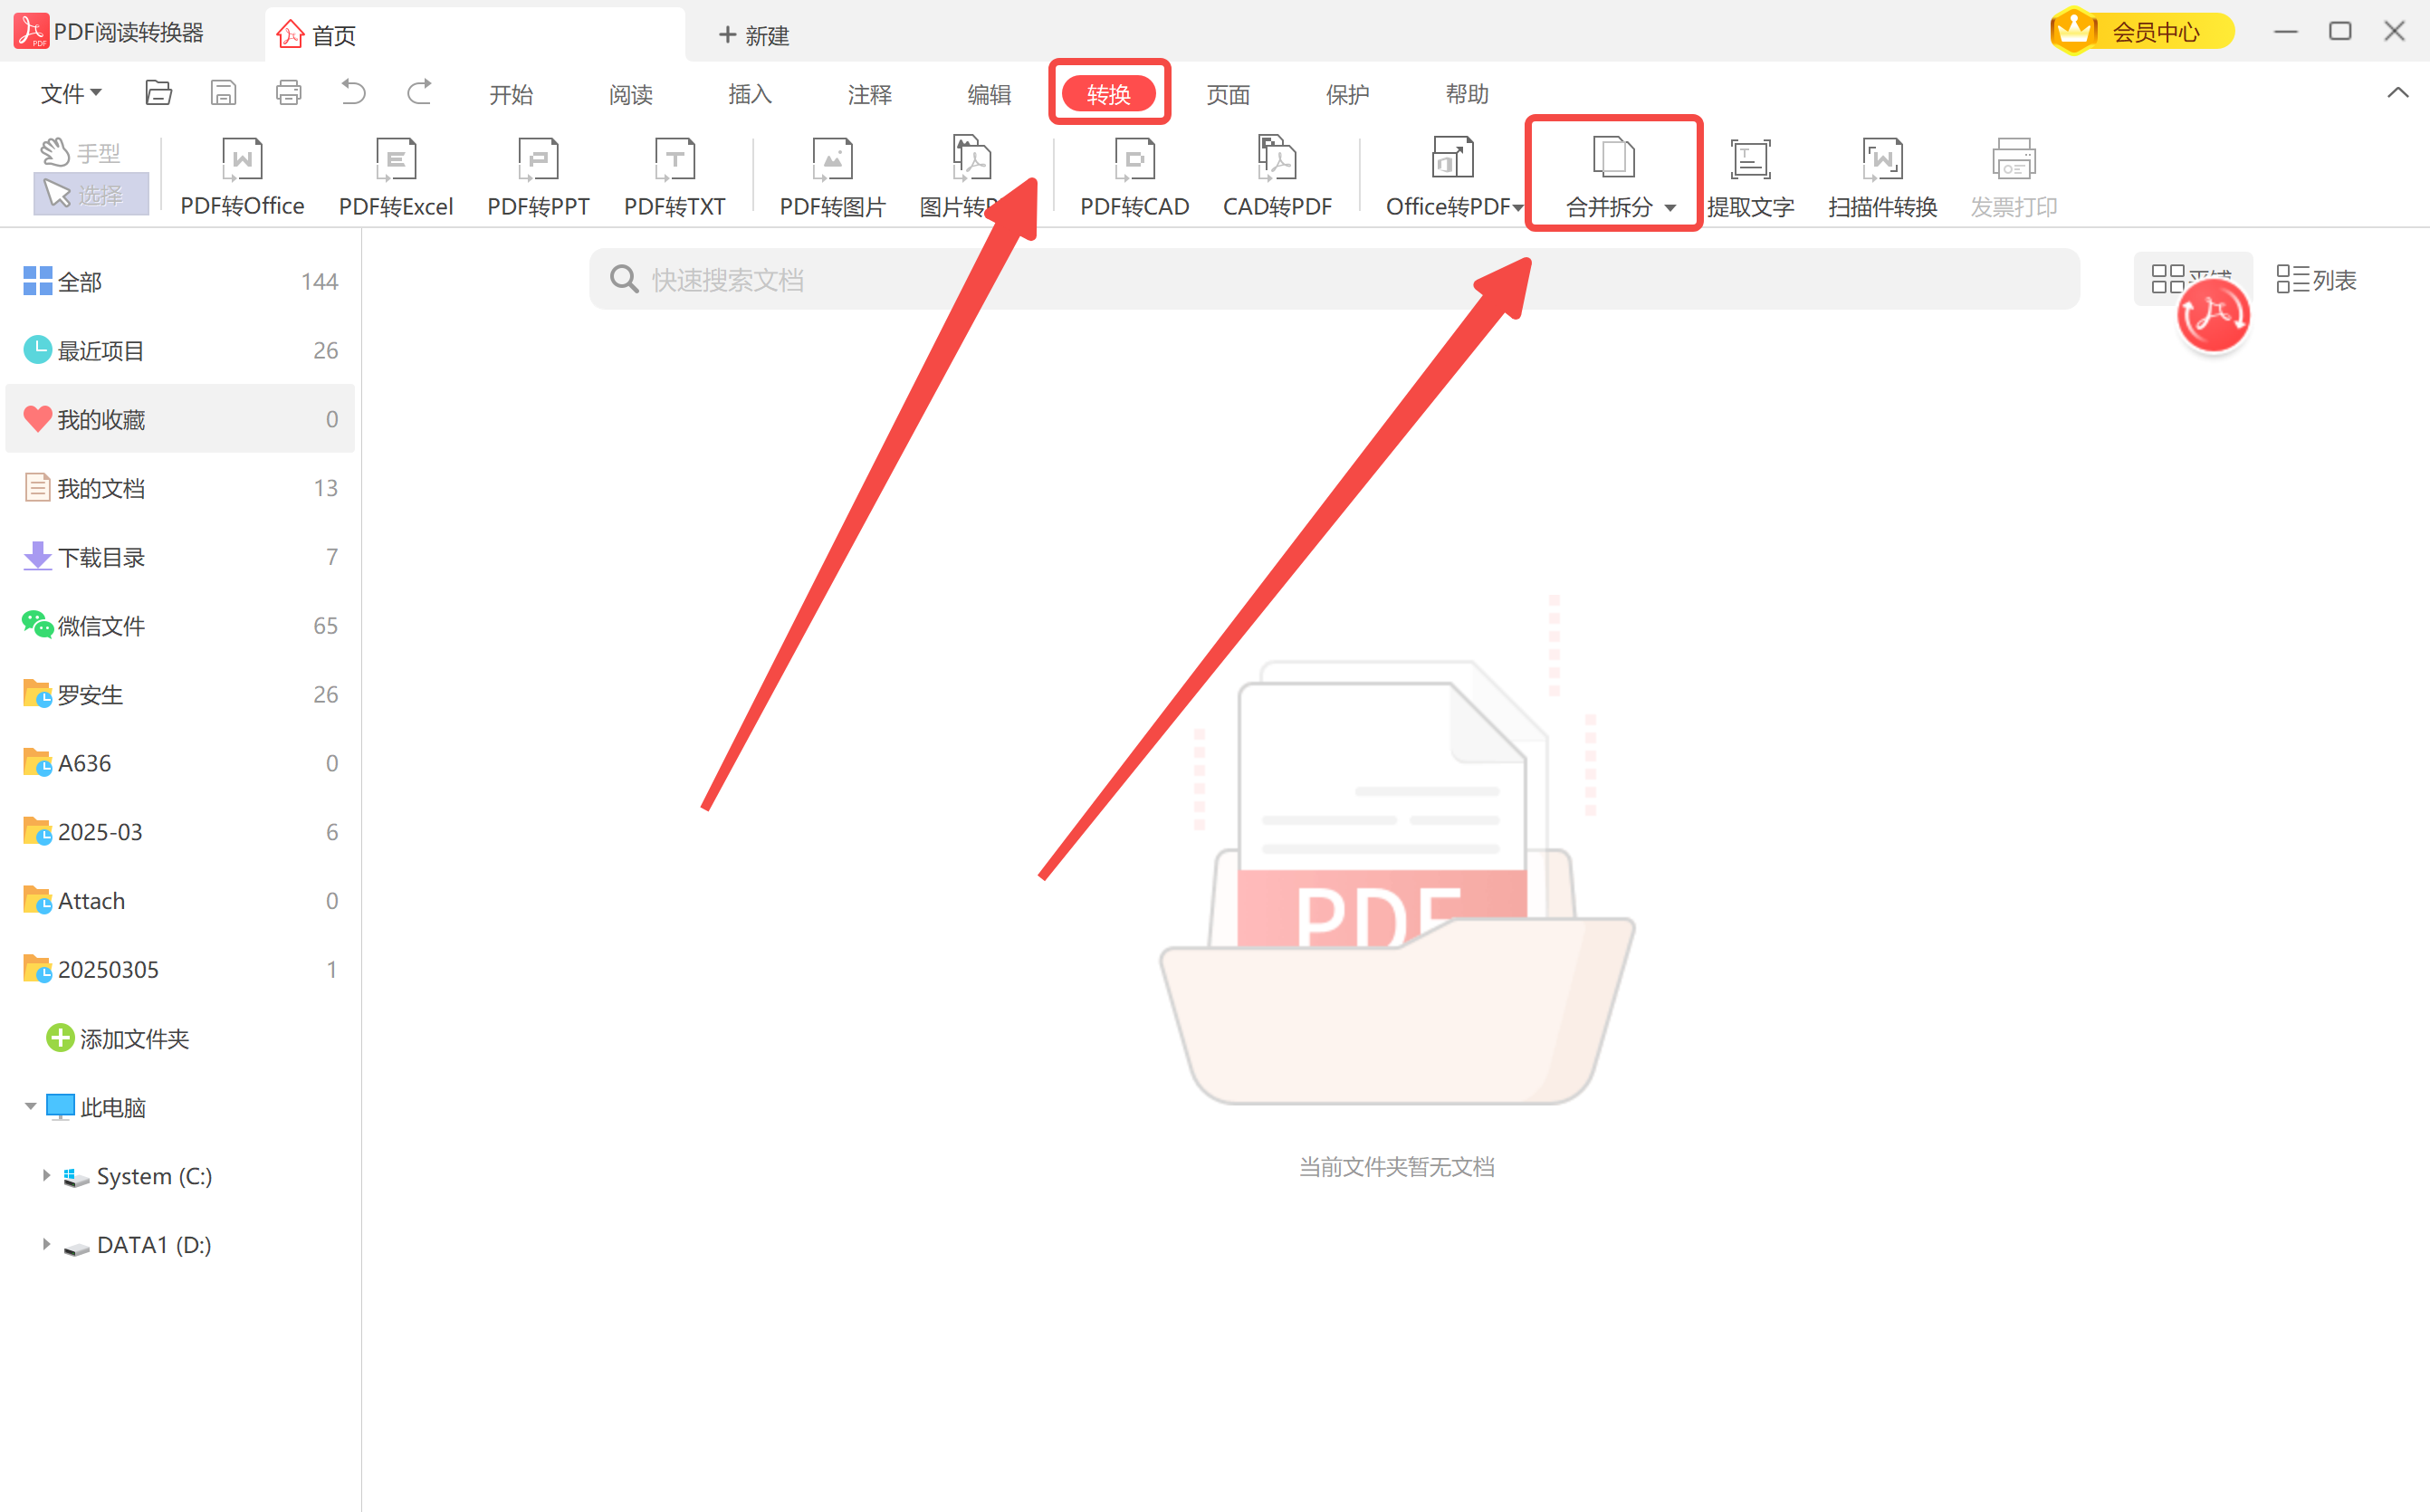 PDF阅读转换器 首页 + 新建 会员中心
文件 开始 阅读 插入 注释 编辑 转换 页面 保护 帮助
手型
选择
PDF转Office PDF转Excel PDF转PPT PDF转TXT PDF转图片 图片转 PDF转CAD CAD转PDF Office转PDF 合并拆分 提取文字 扫描件转换 发票打印
快速搜索文档 列表
全部 144
最近项目 26
我的收藏 0
我的文档 13
下载目录 7
微信文件 65
罗安生 26
A636 0
2025-03 6
Attach 0
20250305 1
添加文件夹
此电脑
System (C:)
DATA1 (D:)
PDF
当前文件夹暂无文档